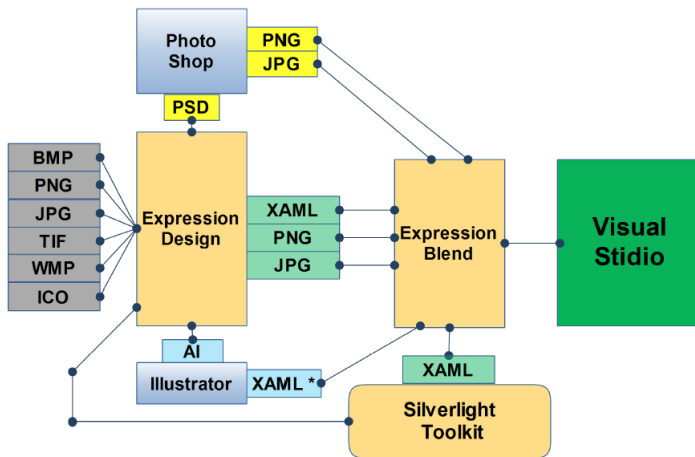 Photo
Shop
PNG
JPG
PSD
BMP
PNG
JPG
TIF
WMP
ICO
Expression
Design
XAML
PNG
JPG
Expression
Blend
Visual
Stidio
AI
Illustrator
XAML *
XAML
Silverlight
Toolkit